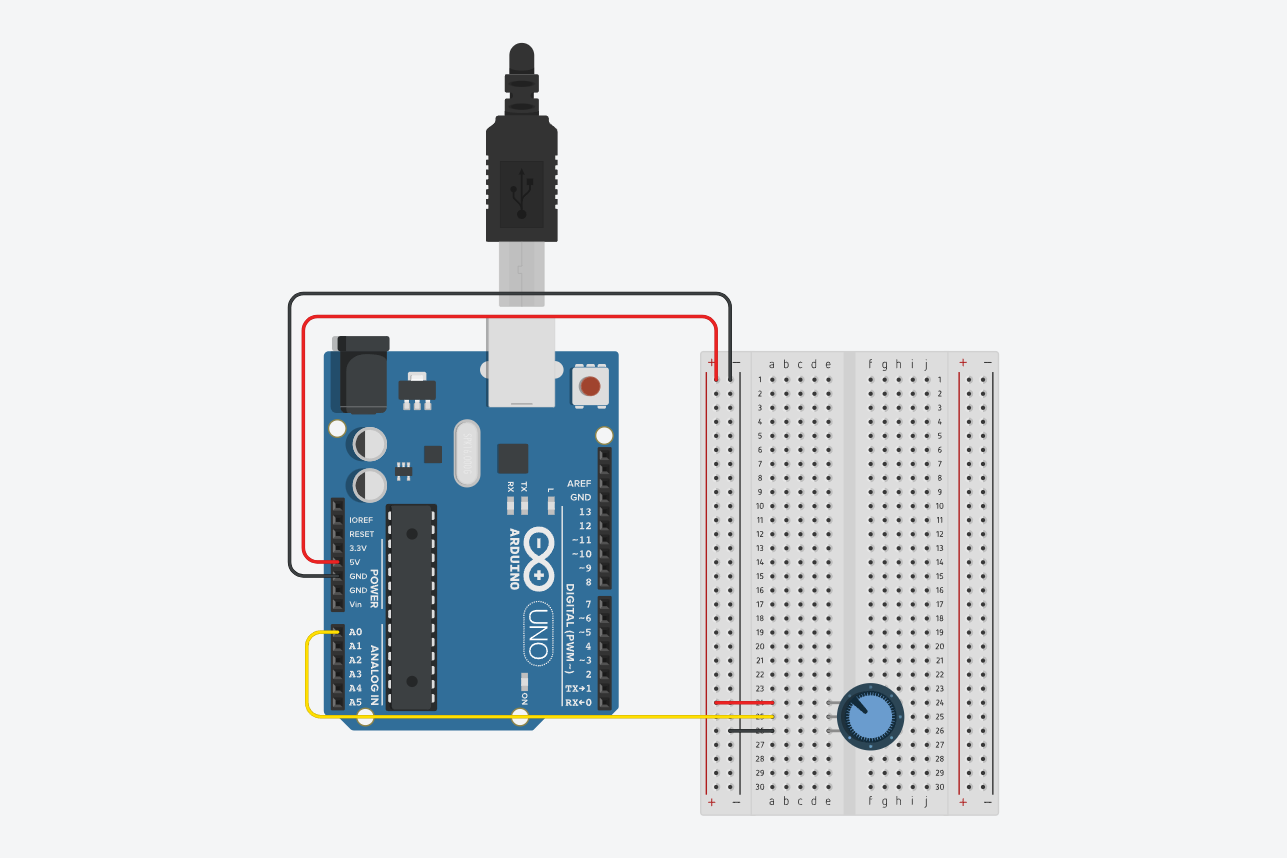 + − a b c d e f g h i j + −
1 1
2 2
3 3
4 4
5 5
6 6
7 7
8 8
9 9
10 10
11 11
12 12
13 13
14 14
15 15
16 16
17 17
18 18
19 19
20 20
21 21
22 22
23 23
24
25
26
27 27
28 28
29 29
30 30
+ − a b c d e f g h i j + −
IOREF
RESET
3.3V
5V
GND
GND
Vin
POWER
A0
A1
A2
A3
A4
A5
ANALOG IN
RX
TX
L
ARDUINO
UNO
ON
AREF
GND
13
12
~11
~10
~9
8
7
~6
~5
4
~3
2
TX→1
RX←0
DIGITAL (PWM~)